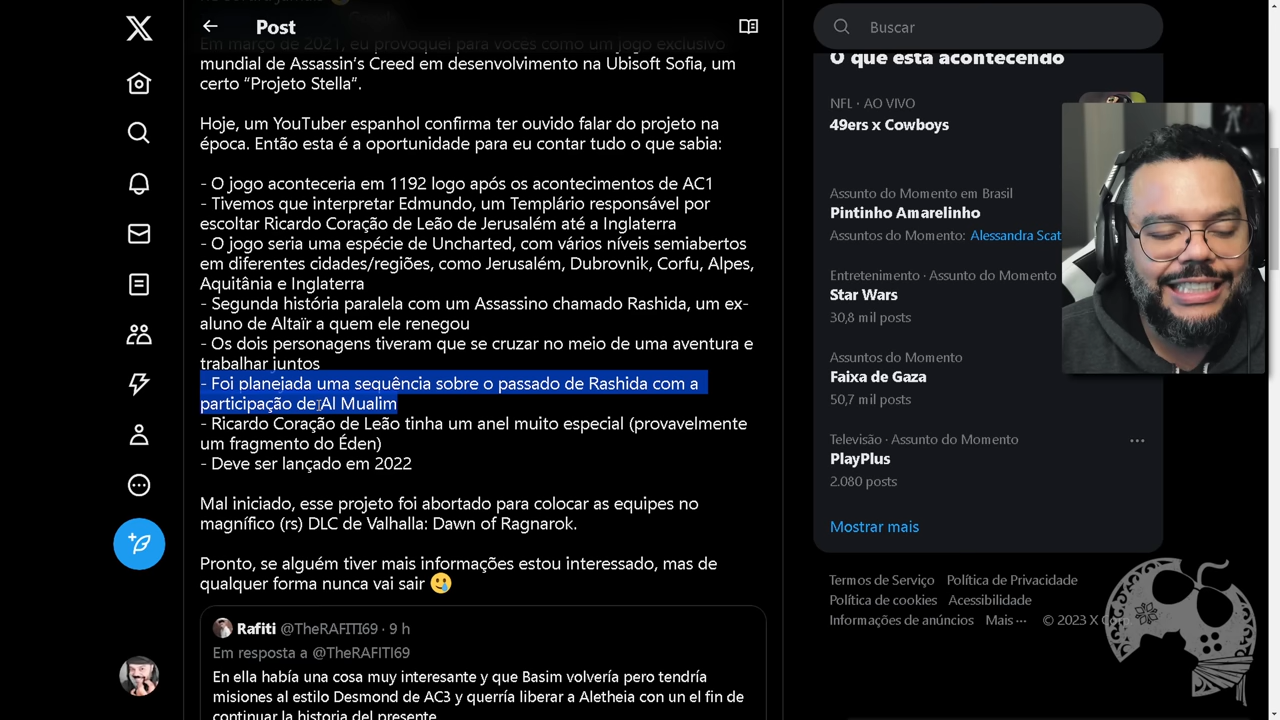 Post
Em março de 2021, eu provoquei para vocês como um jogo exclusivo
mundial de Assassin's Creed em desenvolvimento na Ubisoft Sofia, um
certo “Projeto Stella”.
Hoje, um YouTuber espanhol confirma ter ouvido falar do projeto na
época. Então esta é a oportunidade para eu contar tudo o que sabia:
- O jogo aconteceria em 1192 logo após os acontecimentos de AC1
- Tivemos que interpretar Edmundo, um Templário responsável por
escoltar Ricardo Coração de Leão de Jerusalém até a Inglaterra
- O jogo seria uma espécie de Uncharted, com vários níveis semiabertos
em diferentes cidades/regiões, como Jerusalém, Dubrovnik, Corfu, Alpes,
Aquitânia e Inglaterra
- Segunda história paralela com um Assassino chamado Rashida, um ex-
aluno de Altaïr a quem ele renegou
- Os dois personagens tiveram que se cruzar no meio de uma aventura e
trabalhar juntos
- Foi planejada uma sequência sobre o passado de Rashida com a
participação de Al Mualim
- Ricardo Coração de Leão tinha um anel muito especial (provavelmente
um fragmento do Éden)
- Deve ser lançado em 2022
Mal iniciado, esse projeto foi abortado para colocar as equipes no
magnífico (rs) DLC de Valhalla: Dawn of Ragnarok.
Pronto, se alguém tiver mais informações estou interessado, mas de
qualquer forma nunca vai sair 🥲
Rafiti @TheRAFITI69 · 9 h
Em resposta a @TheRAFITI69
En ella había una cosa muy interesante y que Basim volvería pero tendría
misiones al estilo Desmond de AC3 y querría liberar a Aletheia con un el fin de
continuar la historia del presente
Buscar
O que está acontecendo
NFL · AO VIVO
49ers x Cowboys
Assunto do Momento em Brasil
Pintinho Amarelinho
Assuntos do Momento: Alessandra Scat
Entretenimento · Assunto do Momento
Star Wars
30,8 mil posts
Assuntos do Momento
Faixa de Gaza
50,7 mil posts
Televisão · Assunto do Momento
PlayPlus
2.080 posts
Mostrar mais
Termos de Serviço Política de Privacidade
Política de cookies Acessibilidade
Informações de anúncios Mais ··· © 2023 X Corp.